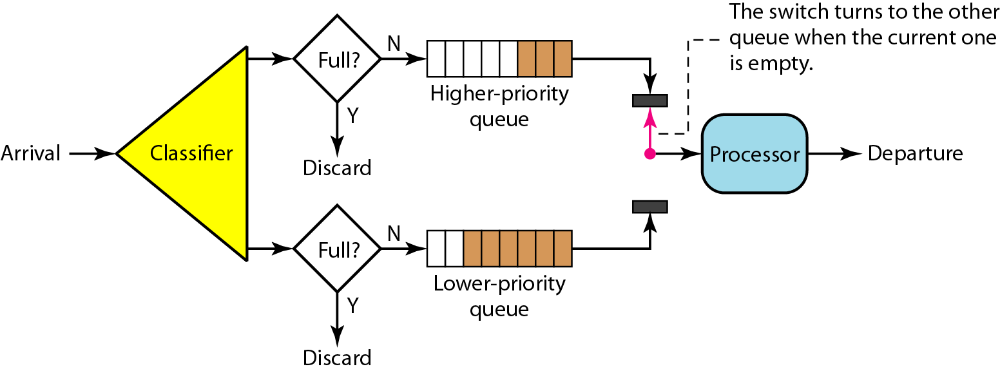 The switch turns to the other
queue when the current one
is empty.
Full?
N
Higher-priority
queue
Y
Discard
Arrival
Classifier
Processor
Departure
Full?
N
Lower-priority
queue
Y
Discard